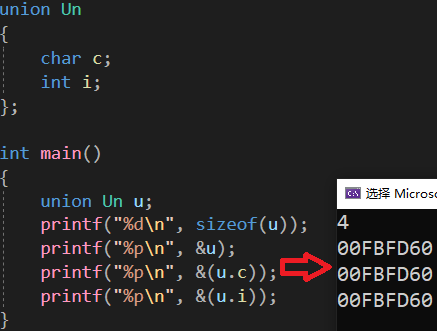 union Un
{
    char c;
    int i;
};
int main()
{
    union Un u;
    printf("%d\n", sizeof(u));
    printf("%p\n", &u);
    printf("%p\n", &(u.c));
    printf("%p\n", &(u.i));
}
C:\ 选择 Microsof
4
00FBFD60
00FBFD60
00FBFD60